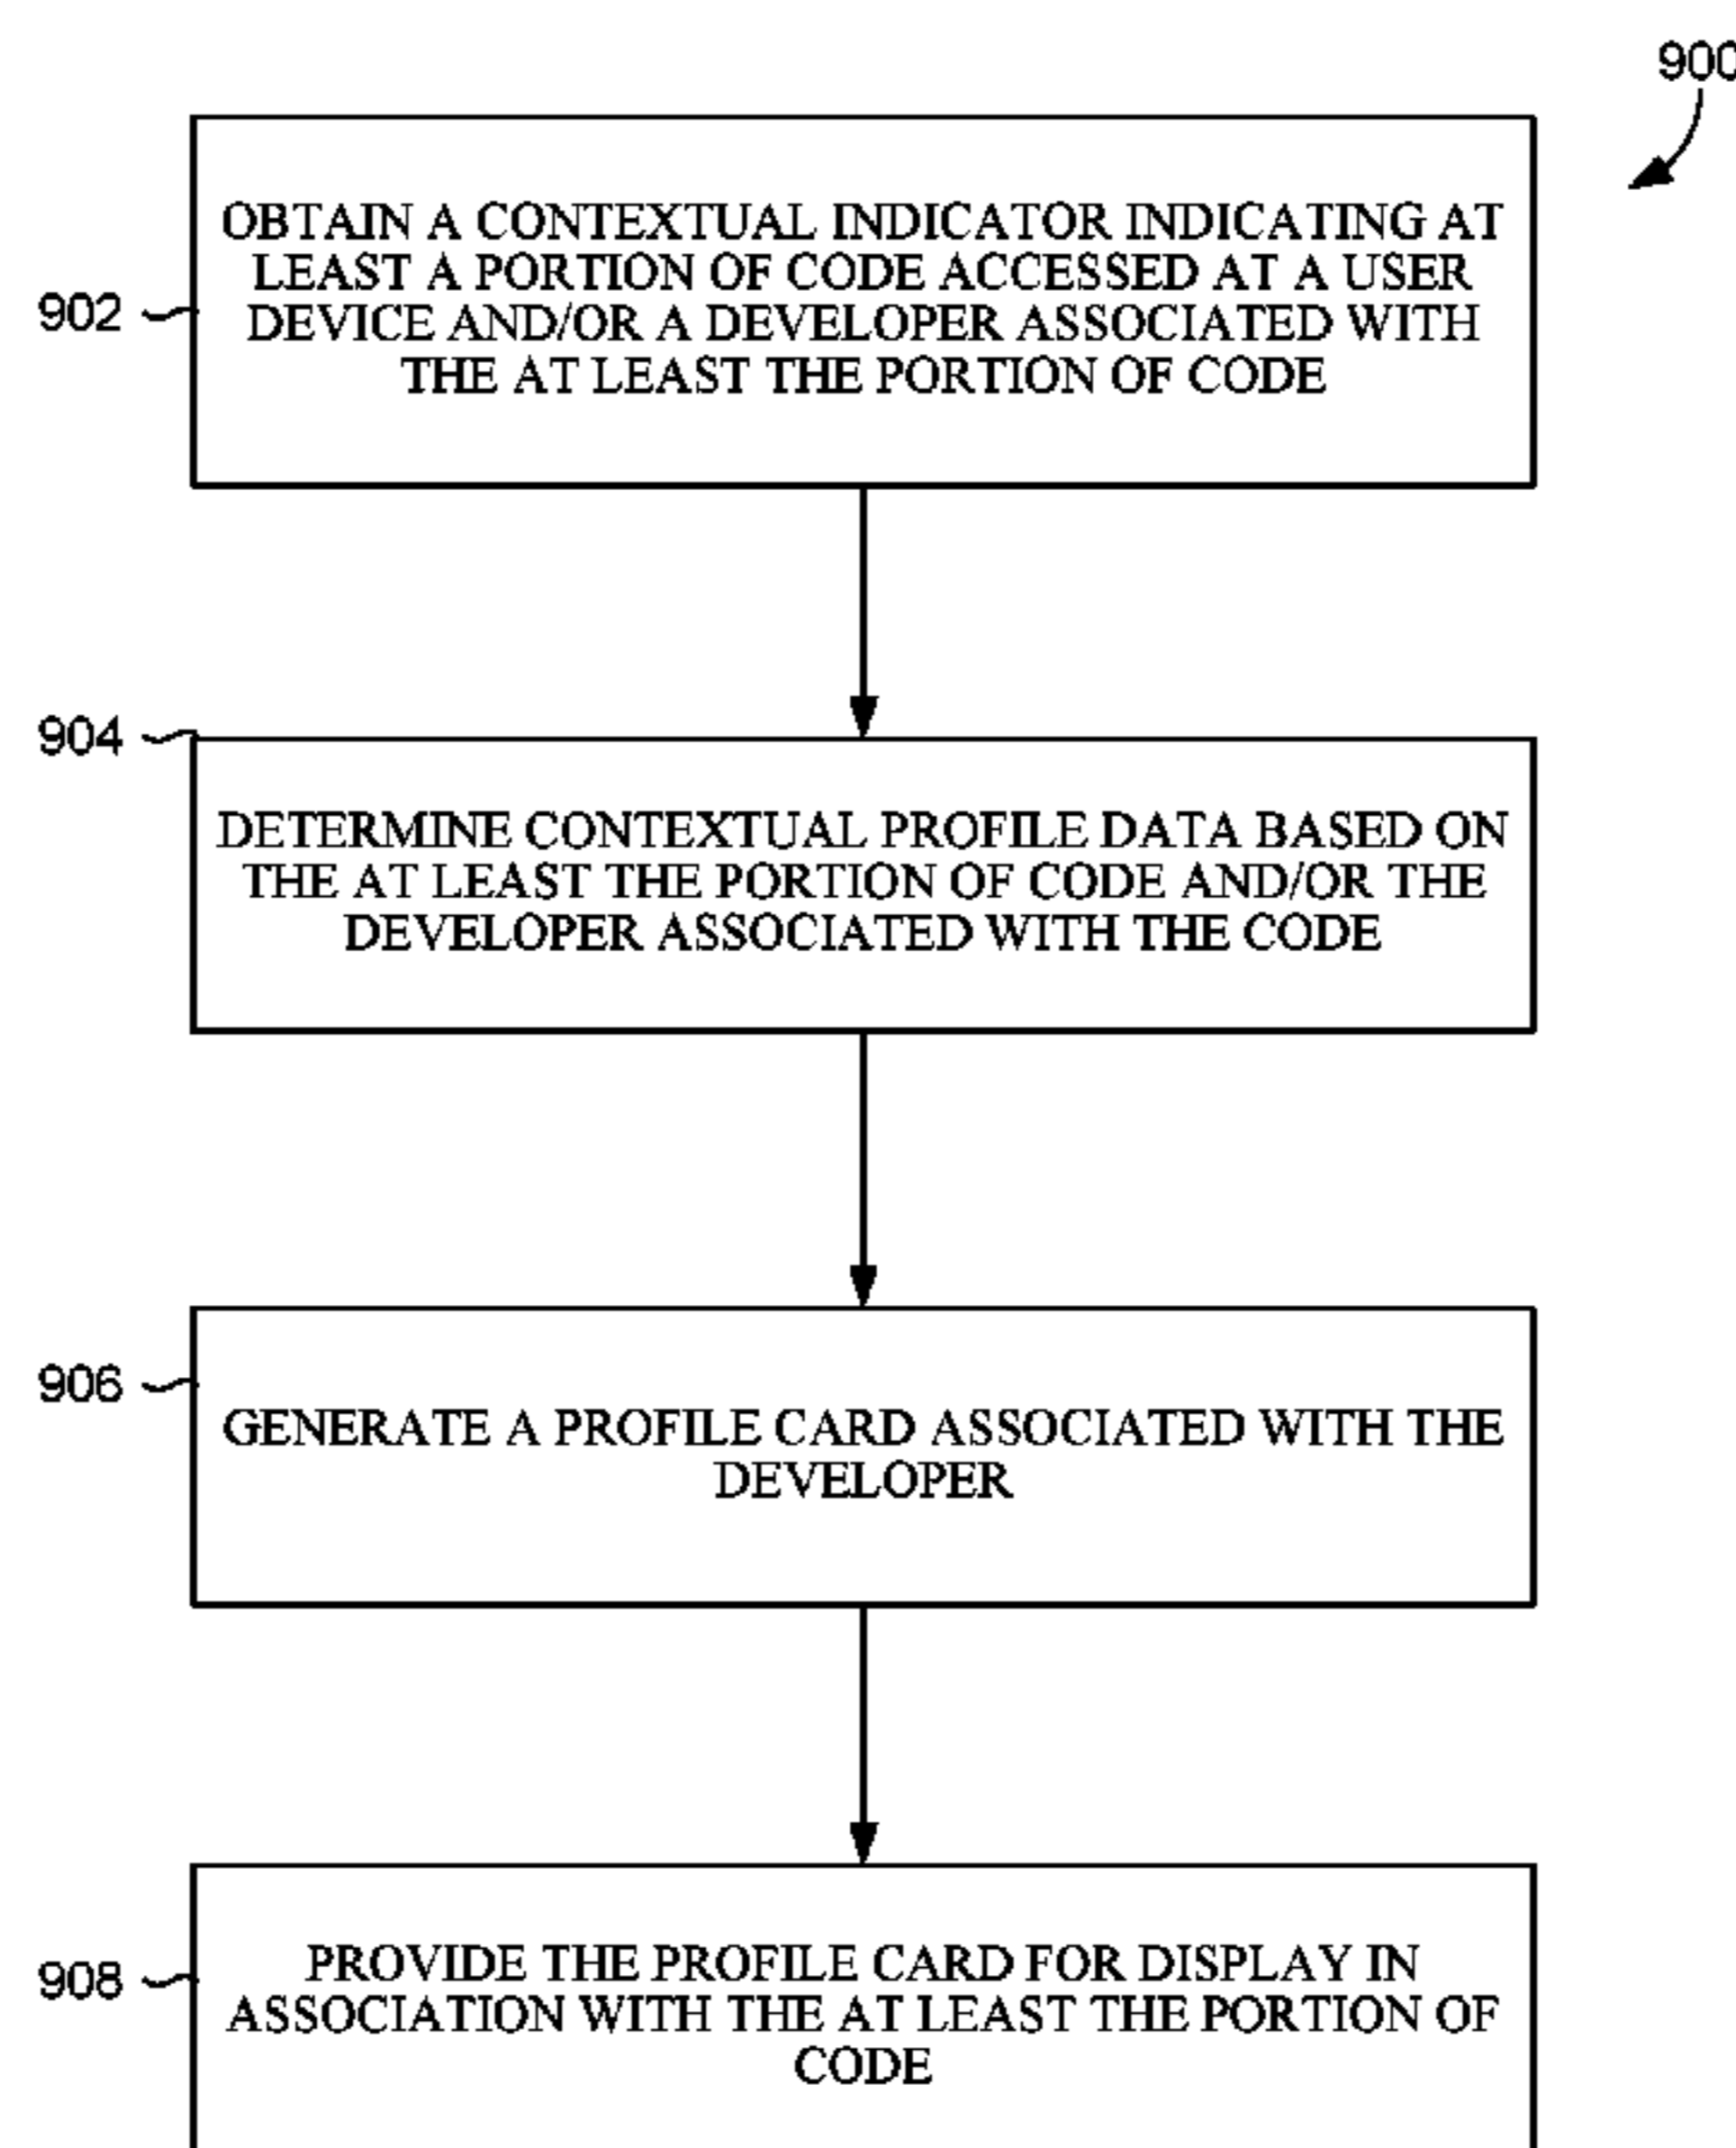 900
OBTAIN A CONTEXTUAL INDICATOR INDICATING AT
LEAST A PORTION OF CODE ACCESSED AT A USER
902
DEVICE AND/OR A DEVELOPER ASSOCIATED WITH
THE AT LEAST THE PORTION OF CODE
904
DETERMINE CONTEXTUAL PROFILE DATA BASED ON
THE AT LEAST THE PORTION OF CODE AND/OR THE
DEVELOPER ASSOCIATED WITH THE CODE
906
GENERATE A PROFILE CARD ASSOCIATED WITH THE
DEVELOPER
908
PROVIDE THE PROFILE CARD FOR DISPLAY IN
ASSOCIATION WITH THE AT LEAST THE PORTION OF
CODE